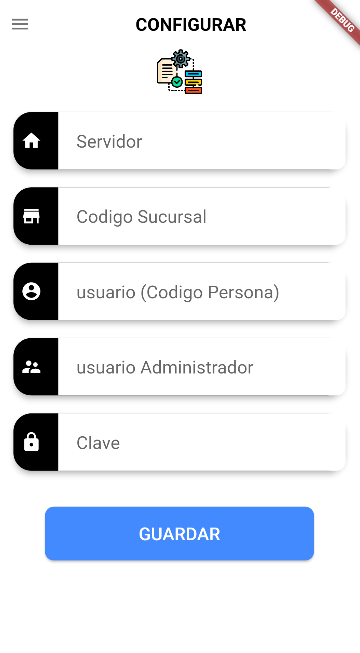 CONFIGURAR
DEBUG
Servidor
Codigo Sucursal
usuario (Codigo Persona)
usuario Administrador
Clave
GUARDAR